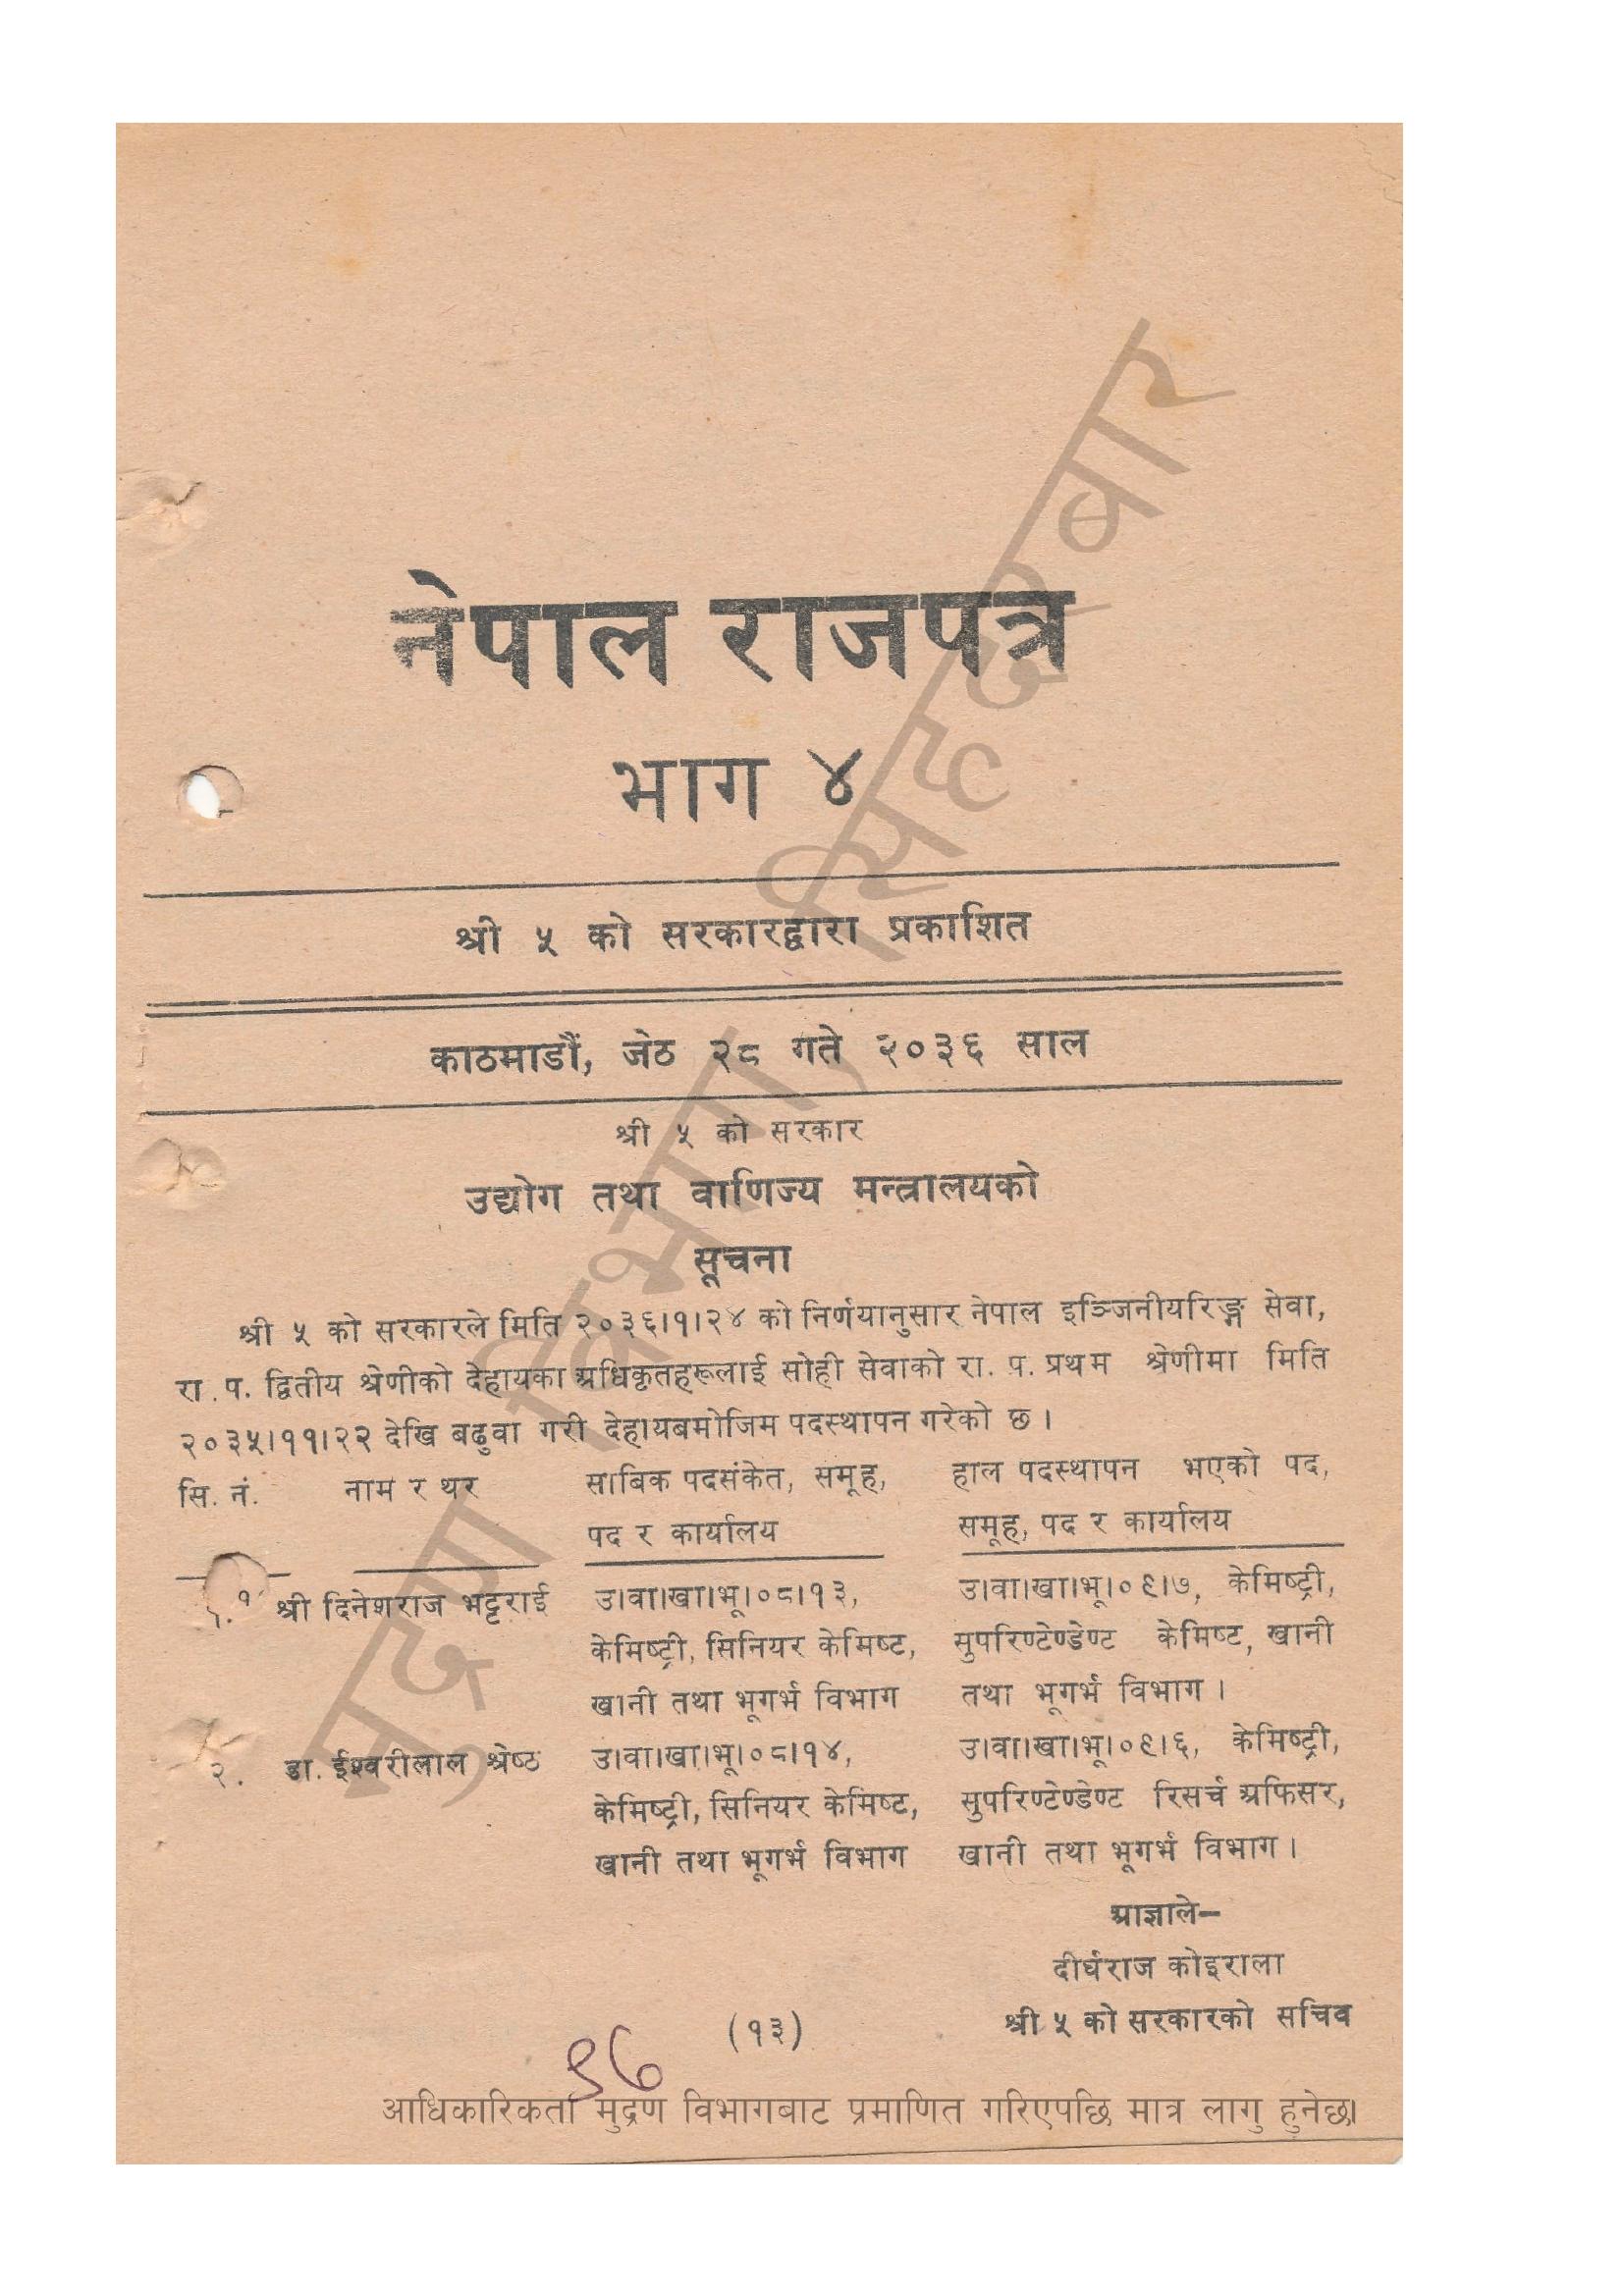 नेपाल राजपत्र
भाग ४
श्री ५ को सरकारद्वारा प्रकाशित
काठमाडौं, जेठ २८ गते २०३६ साल
श्री ५ को सरकार
उद्योग तथा वाणिज्य मन्त्रालयको
सूचना
श्री ५ को सरकारले मिति २०३६।१।२४ को निर्णयानुसार नेपाल इञ्जिनीयरिङ्ग सेवा,
रा. प. द्वितीय श्रेणीको देहायका अधिकृतहरूलाई सोही सेवाको रा. प. प्रथम श्रेणीमा मिति
२०३५।११।२२ देखि बढुवा गरी देहायबमोजिम पदस्थापन गरेको छ ।
सि. नं. नाम र थर साबिक पदसंकेत, समूह, हाल पदस्थापन भएको पद,
पद र कार्यालय समूह, पद र कार्यालय
१. श्री दिनेशराज भट्टराई उ।वा।खा।भू।०८।१३, उ।वा।खा।भू।०९।७, केमिष्ट्री,
केमिष्ट्री, सिनियर केमिष्ट, सुपरिण्टेण्डेण्ट केमिष्ट, खानी
खानी तथा भूगर्भ विभाग तथा भूगर्भ विभाग ।
२. डा. ईश्वरीलाल श्रेष्ठ उ।वा।खा।भू।०८।१४, उ।वा।खा।भू।०९।६, केमिष्ट्री,
केमिष्ट्री, सिनियर केमिष्ट, सुपरिण्टेण्डेण्ट रिसर्च अफिसर,
खानी तथा भूगर्भ विभाग खानी तथा भूगर्भ विभाग ।
आज्ञाले—
दीर्घराज कोइराला
श्री ५ को सरकारको सचिव
(१३)
९७
आधिकारिकता मुद्रण विभागबाट प्रमाणित गरिएपछि मात्र लागु हुनेछ।
मुद्रण विभाग, सिंहदरबार